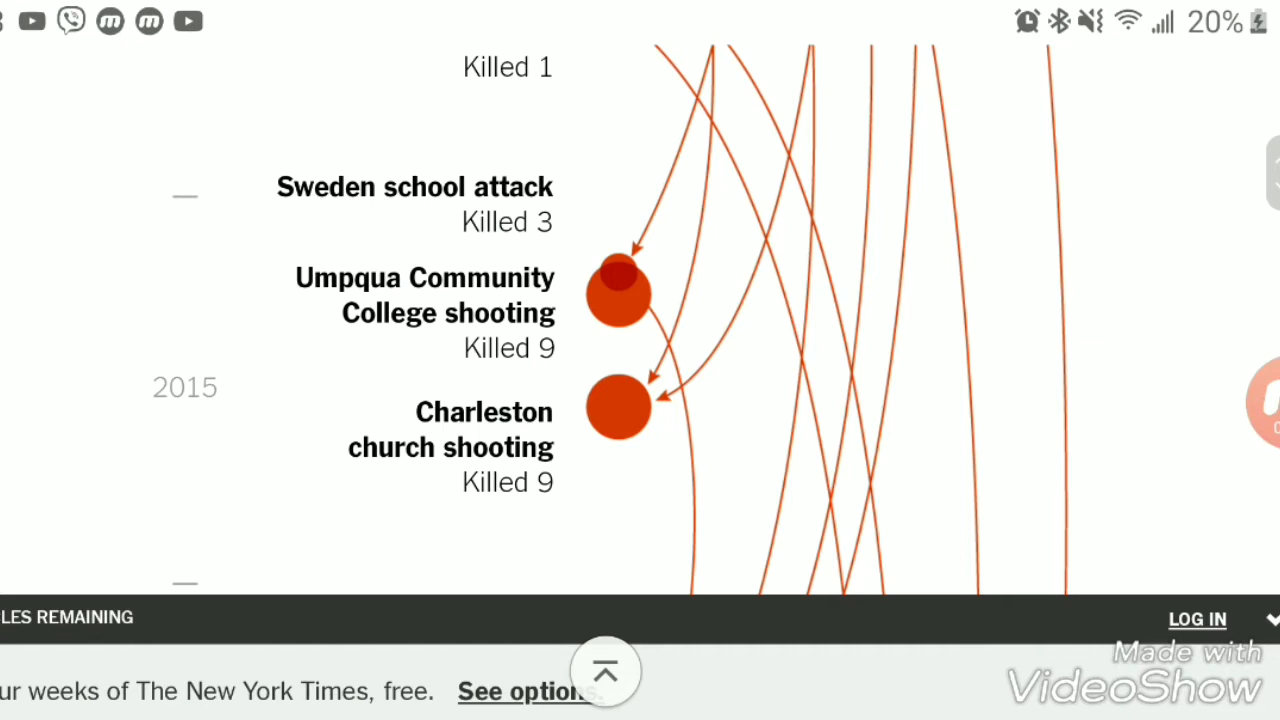 20%
Killed 1
Sweden school attack
Killed 3
Umpqua Community
College shooting
Killed 9
2015
Charleston
church shooting
Killed 9
LES REMAINING
LOG IN
ur weeks of The New York Times, free. See options.
Made with
VideoShow